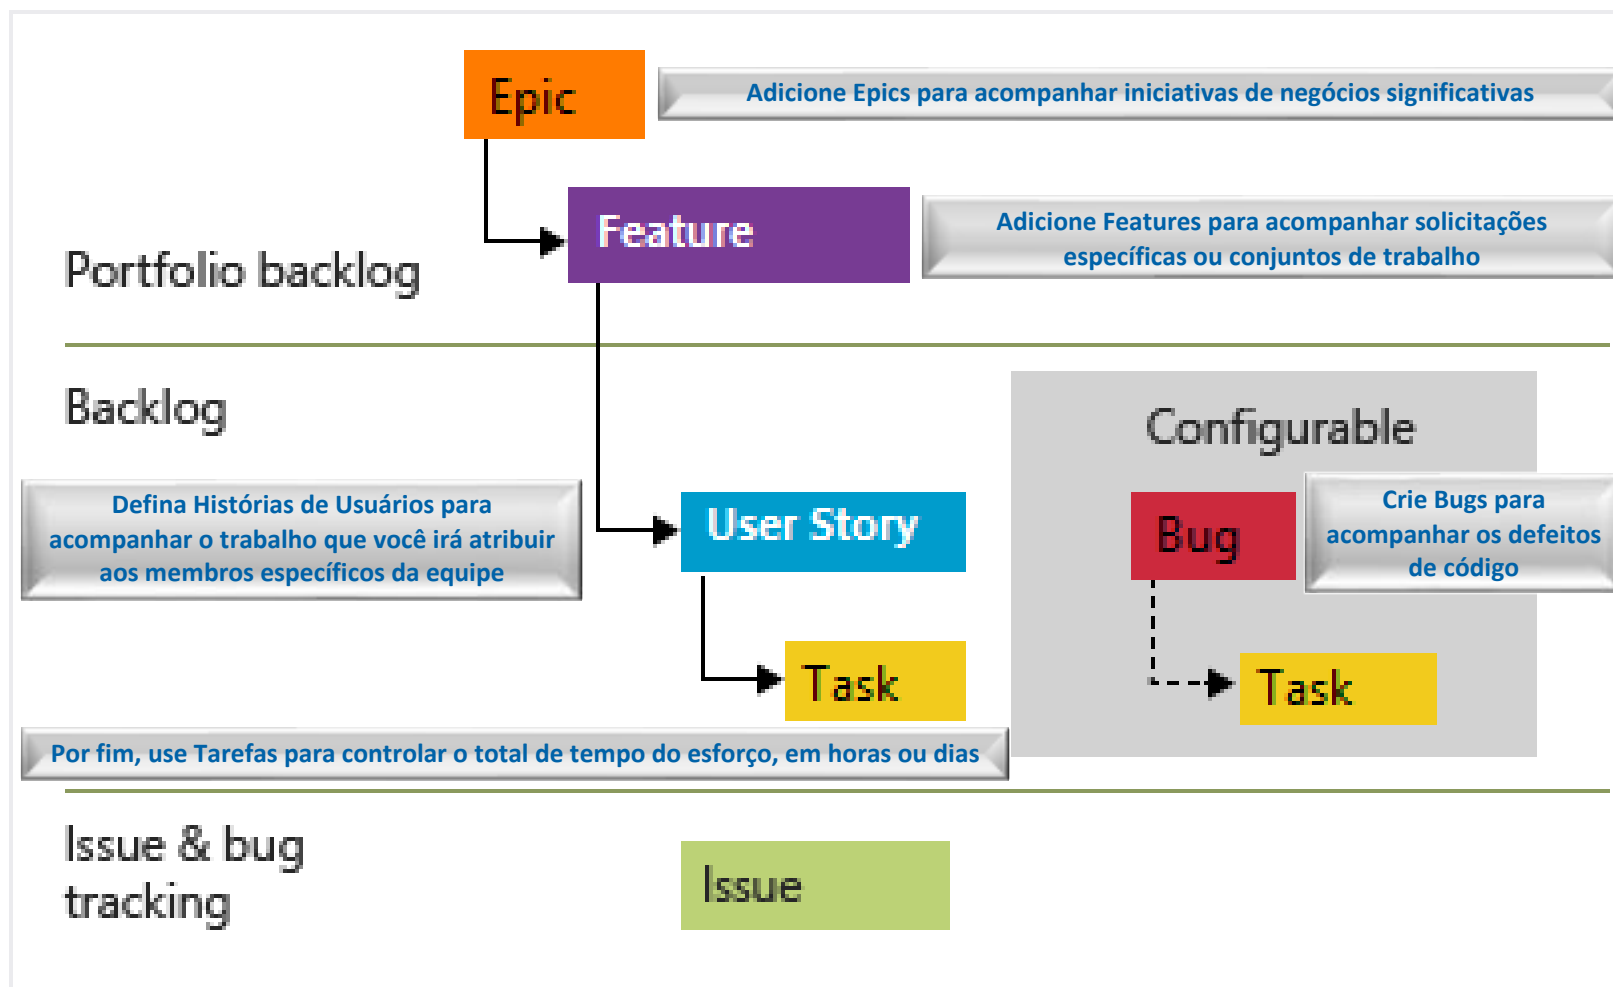 Epic
Adicione Epics para acompanhar iniciativas de negócios significativas
Feature
Adicione Features para acompanhar solicitações
específicas ou conjuntos de trabalho
Portfolio backlog
Backlog
Configurable
Defina Histórias de Usuários para
acompanhar o trabalho que você irá atribuir
aos membros específicos da equipe
User Story
Bug
Crie Bugs para
acompanhar os defeitos
de código
Task
Task
Por fim, use Tarefas para controlar o total de tempo do esforço, em horas ou dias
Issue & bug
tracking
Issue